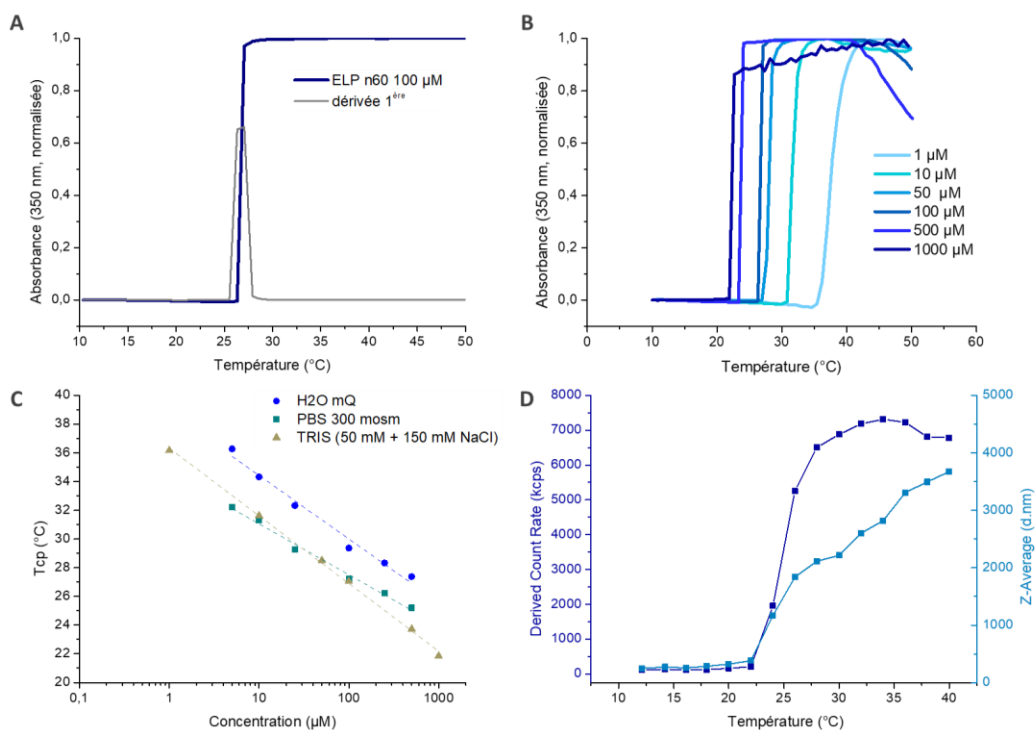 A
Absorbance (350 nm, normalisée)
1,0
0,8
0,6
0,4
0,2
0,0
ELP n60 100 µM
dérivée 1ère
10 15 20 25 30 35 40 45 50
Température (°C)
B
Absorbance (350 nm, normalisée)
1,0
0,8
0,6
0,4
0,2
0,0
1 µM
10 µM
50 µM
100 µM
500 µM
1000 µM
0 10 20 30 40 50 60
Température (°C)
C
H2O mQ
PBS 300 mosm
TRIS (50 mM + 150 mM NaCl)
Tcp (°C)
38
36
34
32
30
28
26
24
22
20
0,1 1 10 100 1000
Concentration (µM)
D
Derived Count Rate (kcps)
8000
7000
6000
5000
4000
3000
2000
1000
0
5000
4000
3000
2000
1000
0
Z-Average (d.nm)
10 15 20 25 30 35 40
Température (°C)